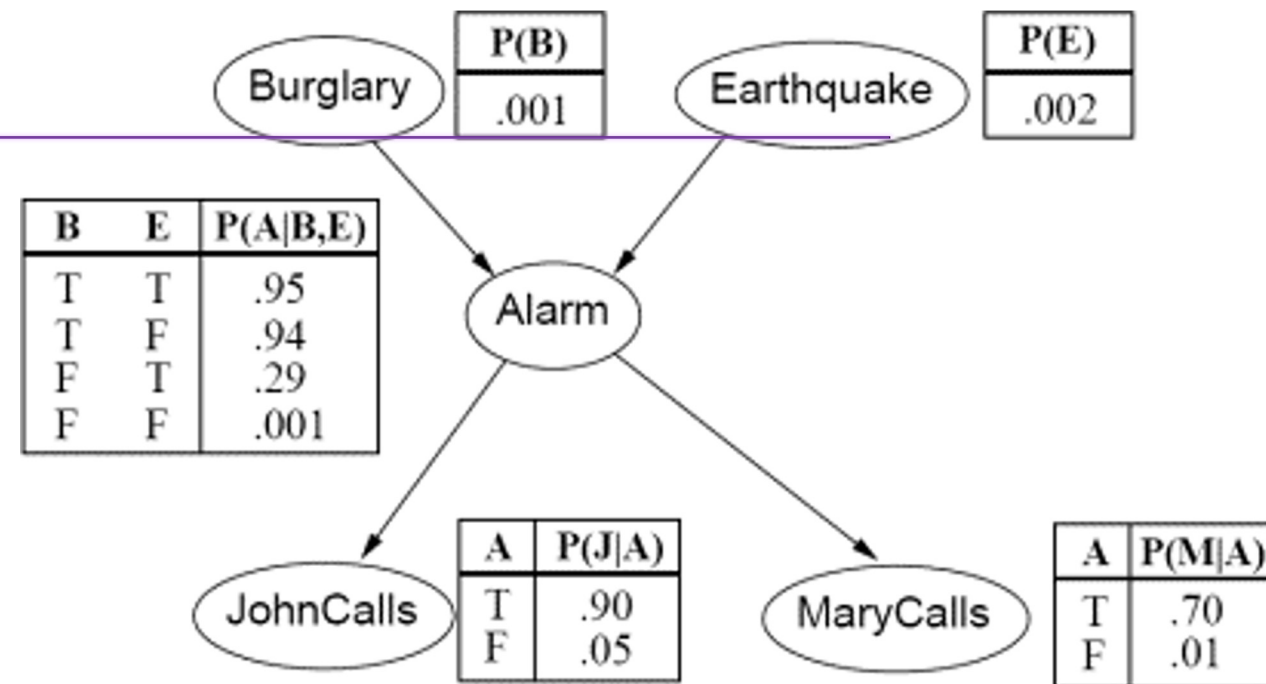 Burglary
P(B)
.001
Earthquake
P(E)
.002
B E P(A|B,E)
T T .95
T F .94
F T .29
F F .001
Alarm
JohnCalls
A P(J|A)
T .90
F .05
MaryCalls
A P(M|A)
T .70
F .01